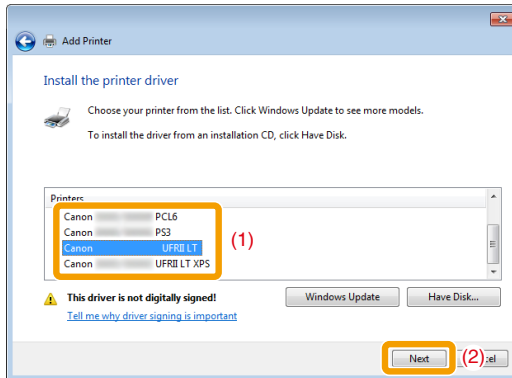 Add Printer
Install the printer driver
Choose your printer from the list. Click Windows Update to see more models.
To install the driver from an installation CD, click Have Disk.
Printers
Canon PCL6
Canon PS3
Canon UFRII LT
Canon UFRII LT XPS
(1)
This driver is not digitally signed!
Tell me why driver signing is important
Windows Update
Have Disk...
Next
(2)